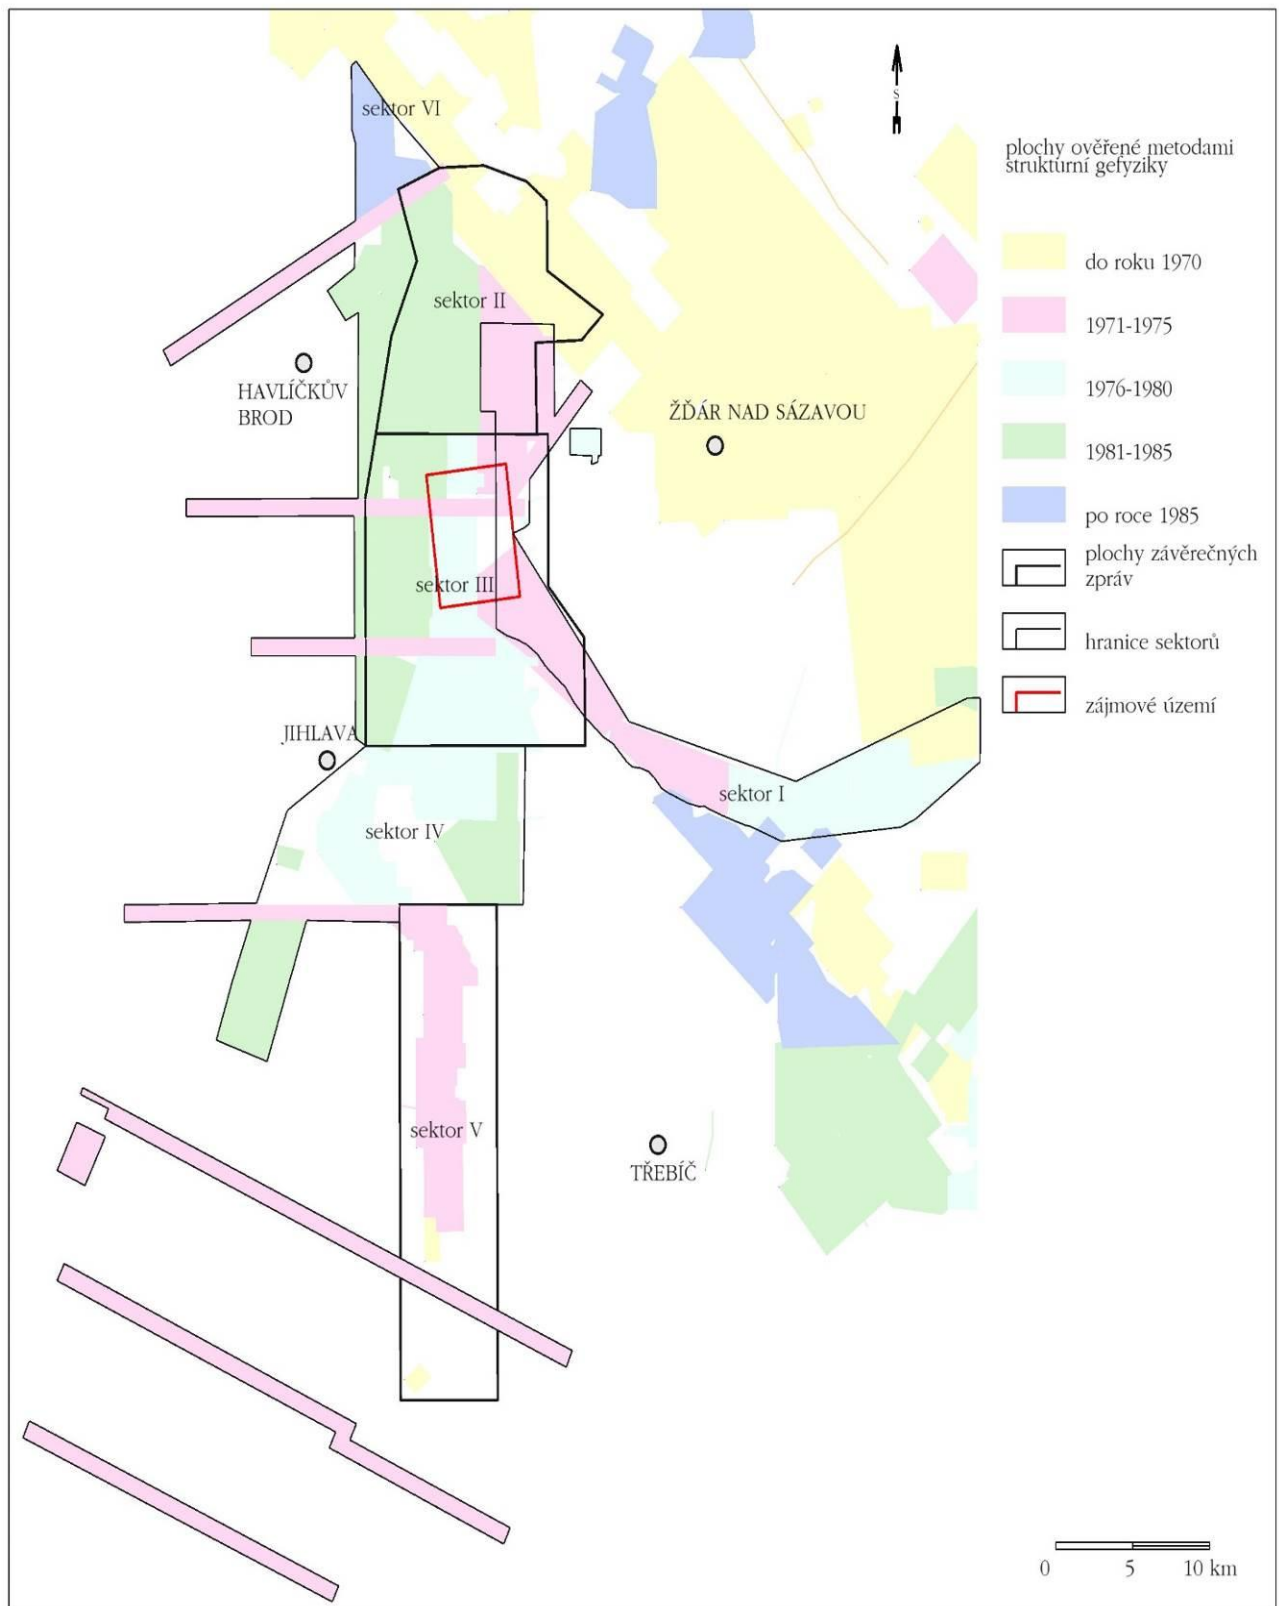 sektor VI
S
plochy ověřené metodami
strukturní gefyziky
do roku 1970
sektor II
1971-1975
HAVLÍČKŮV
BROD
1976-1980
ŽĎÁR NAD SÁZAVOU
1981-1985
po roce 1985
plochy závěrečných
zpráv
sektor III
hranice sektorů
zájmové území
JIHLAVA
sektor I
sektor IV
sektor V
TŘEBÍČ
0 5 10 km